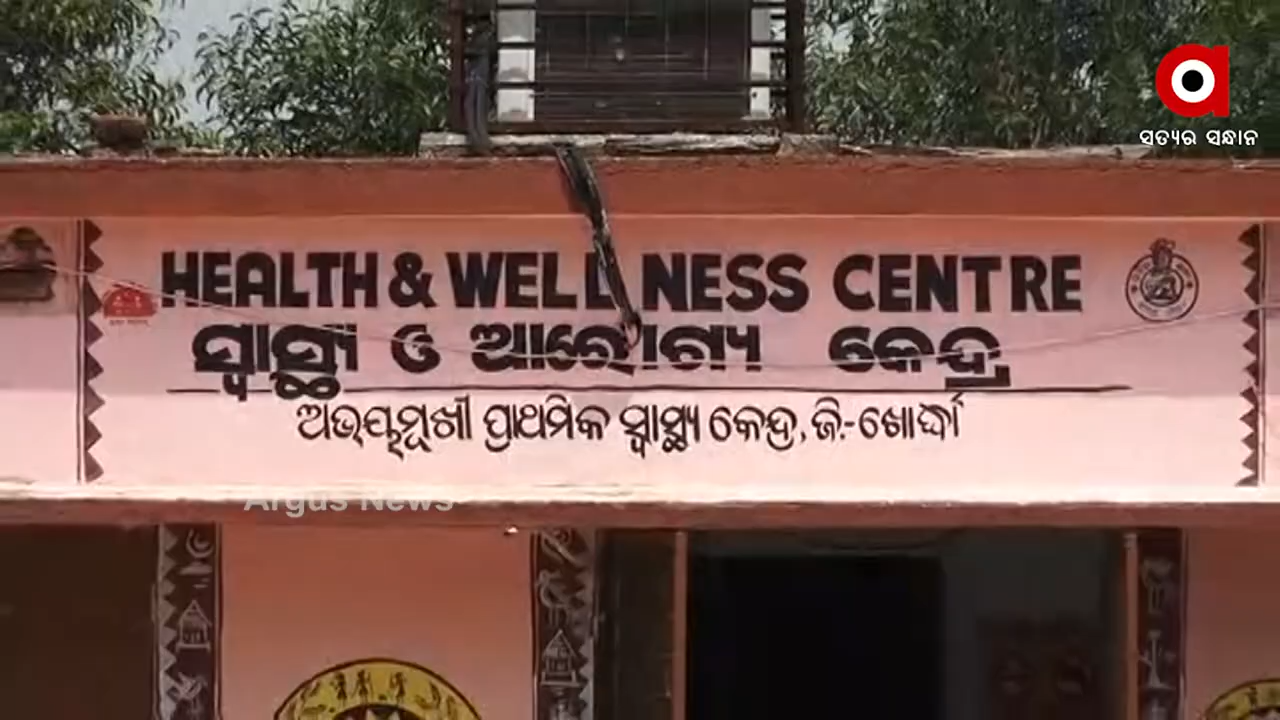 ସତ୍ୟର ସନ୍ଧାନ
HEALTH & WELLNESS CENTRE
ସ୍ୱାସ୍ଥ୍ୟ ଓ ଆରୋଗ୍ୟ କେନ୍ଦ୍ର
ଅଭୟମୂଖୀ ପ୍ରାଥମିକ ସ୍ୱାସ୍ଥ୍ୟ କେନ୍ଦ୍ର, ଜି.-ଖୋର୍ଦ୍ଧା
Argus News